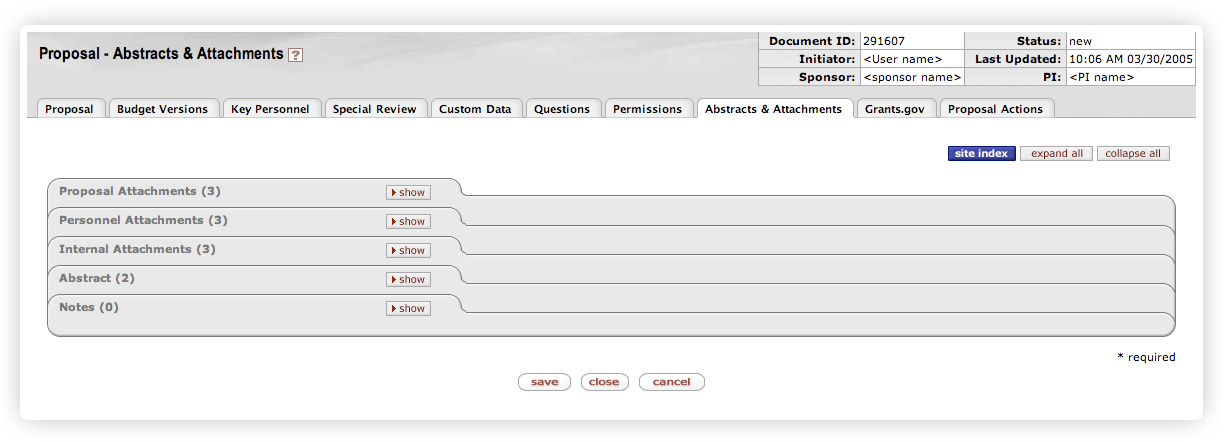 Proposal - Abstracts & Attachments ?
Document ID: 291607 Status: new
Initiator: <User name> Last Updated: 10:06 AM 03/30/2005
Sponsor: <sponsor name> PI: <PI name>
Proposal Budget Versions Key Personnel Special Review Custom Data Questions Permissions Abstracts & Attachments Grants.gov Proposal Actions
site index expand all collapse all
Proposal Attachments (3) show
Personnel Attachments (3) show
Internal Attachments (3) show
Abstract (2) show
Notes (0) show
* required
save close cancel